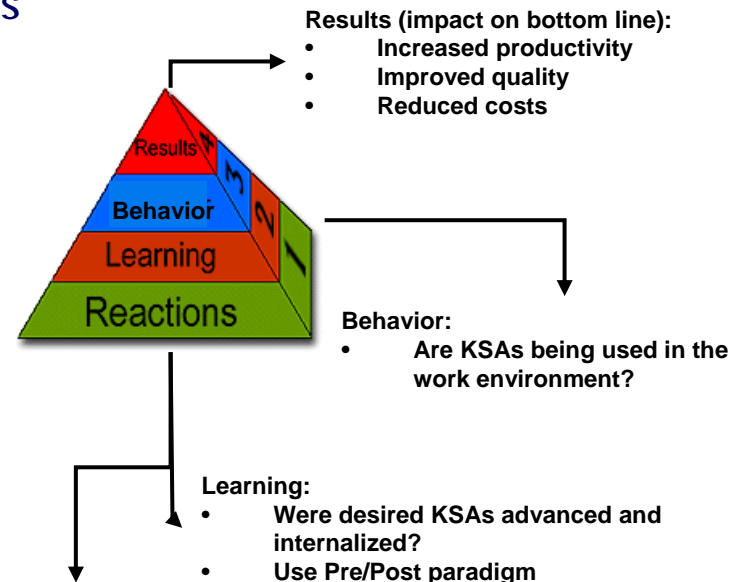 s
Results (impact on bottom line):
• Increased productivity
• Improved quality
• Reduced costs
Results 4
Behavior 3
Learning 2
Reactions 1
Behavior:
• Are KSAs being used in the
work environment?
Learning:
• Were desired KSAs advanced and
internalized?
• Use Pre/Post paradigm